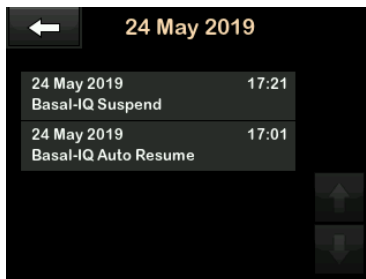 24 May 2019
24 May 2019 17:21
Basal-IQ Suspend
24 May 2019 17:01
Basal-IQ Auto Resume